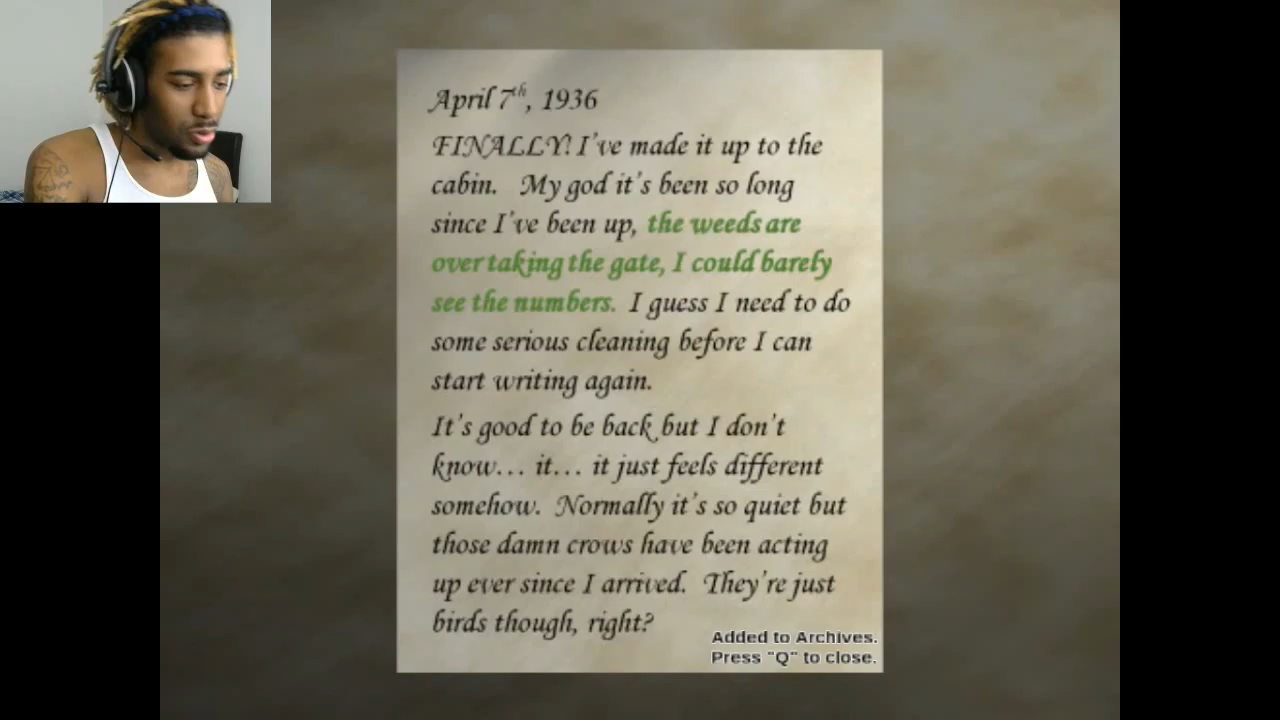 April 7th, 1936
FINALLY! I've made it up to the
cabin.   My god it's been so long
since I've been up, the weeds are
overtaking the gate, I could barely
see the numbers.  I guess I need to do
some serious cleaning before I can
start writing again.
It's good to be back but I don't
know... it... it just feels different
somehow.  Normally it's so quiet but
those damn crows have been acting
up ever since I arrived.  They're just
birds though, right?
Added to Archives.
Press "Q" to close.